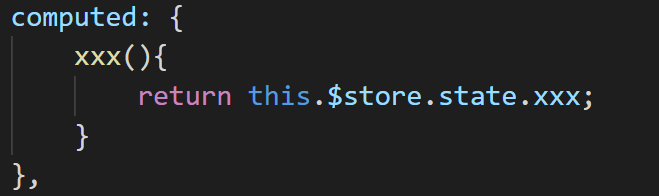 computed: {
    xxx(){
        return this.$store.state.xxx;
    }
},